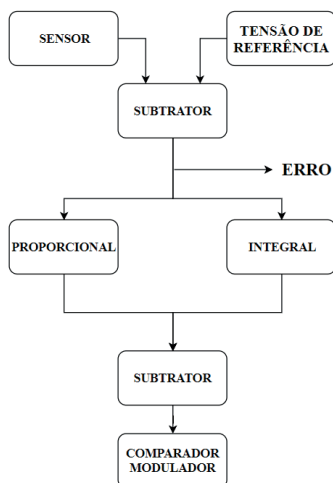 SENSOR
TENSÃO DE
REFERÊNCIA
SUBTRATOR
ERRO
PROPORCIONAL
INTEGRAL
SUBTRATOR
COMPARADOR
MODULADOR